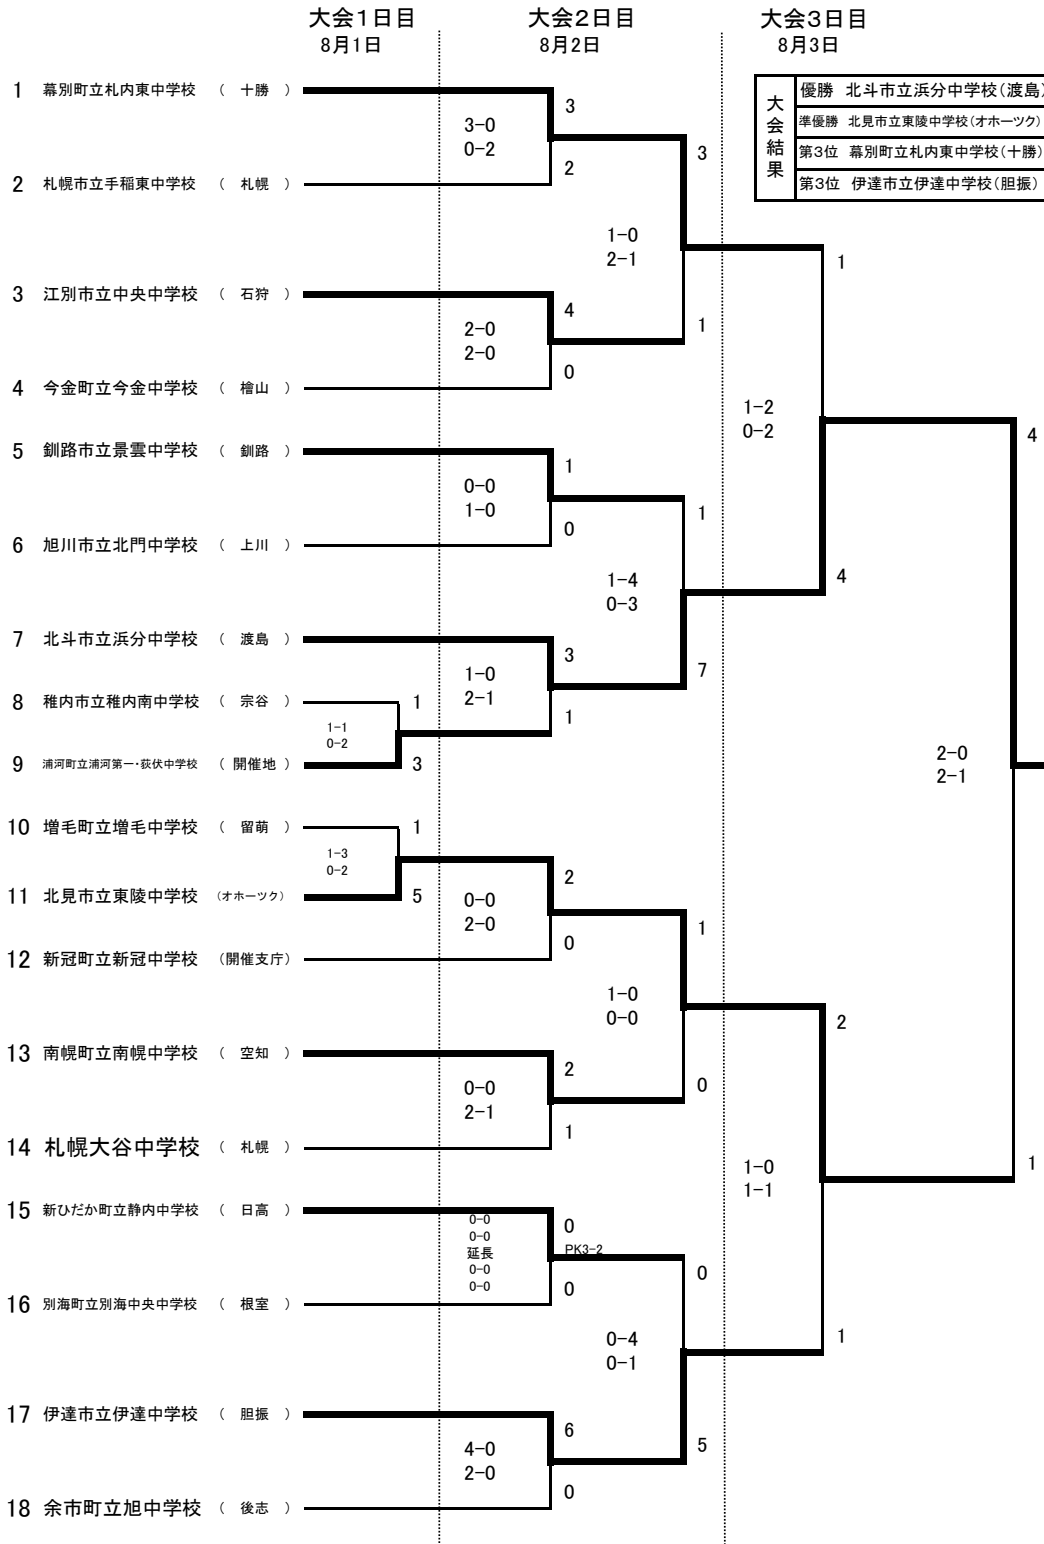 大会１日目　大会２日目　大会３日目
8月1日　8月2日　8月3日
大会結果
優勝　北斗市立浜分中学校（渡島）
準優勝　北見市立東陵中学校（オホーツク）
第3位　幕別町立札内東中学校（十勝）
第3位　伊達市立伊達中学校（胆振）
1　幕別町立札内東中学校　（　十勝　）
3
3-0
0-2
3
2
2　札幌市立手稲東中学校　（　札幌　）
1-0
2-1
1
3　江別市立中央中学校　（　石狩　）
4
1
2-0
2-0
0
4　今金町立今金中学校　（　檜山　）
1-2
0-2
4
5　釧路市立景雲中学校　（　釧路　）
1
0-0
1-0
1
0
6　旭川市立北門中学校　（　上川　）
1-4
0-3
4
7　北斗市立浜分中学校　（　渡島　）
3
1-0
2-1
7
8　稚内市立稚内南中学校　（　宗谷　）
1
1
1-1
0-2
2-0
2-1
9　浦河町立浦河第一・荻伏中学校　（　開催地　）
3
10　増毛町立増毛中学校　（　留萌　）
1
1-3
0-2
2
11　北見市立東陵中学校　（オホーツク）
5
0-0
2-0
1
0
12　新冠町立新冠中学校　（開催支庁）
1-0
0-0
2
13　南幌町立南幌中学校　（　空知　）
2
0
0-0
2-1
1
14　札幌大谷中学校　（　札幌　）
1-0
1-1
1
15　新ひだか町立静内中学校　（　日高　）
0-0
0-0
延長
0-0
0-0
0
PK3-2
0
0
16　別海町立別海中央中学校　（　根室　）
0-4
0-1
1
17　伊達市立伊達中学校　（　胆振　）
6
4-0
2-0
5
0
18　余市町立旭中学校　（　後志　）